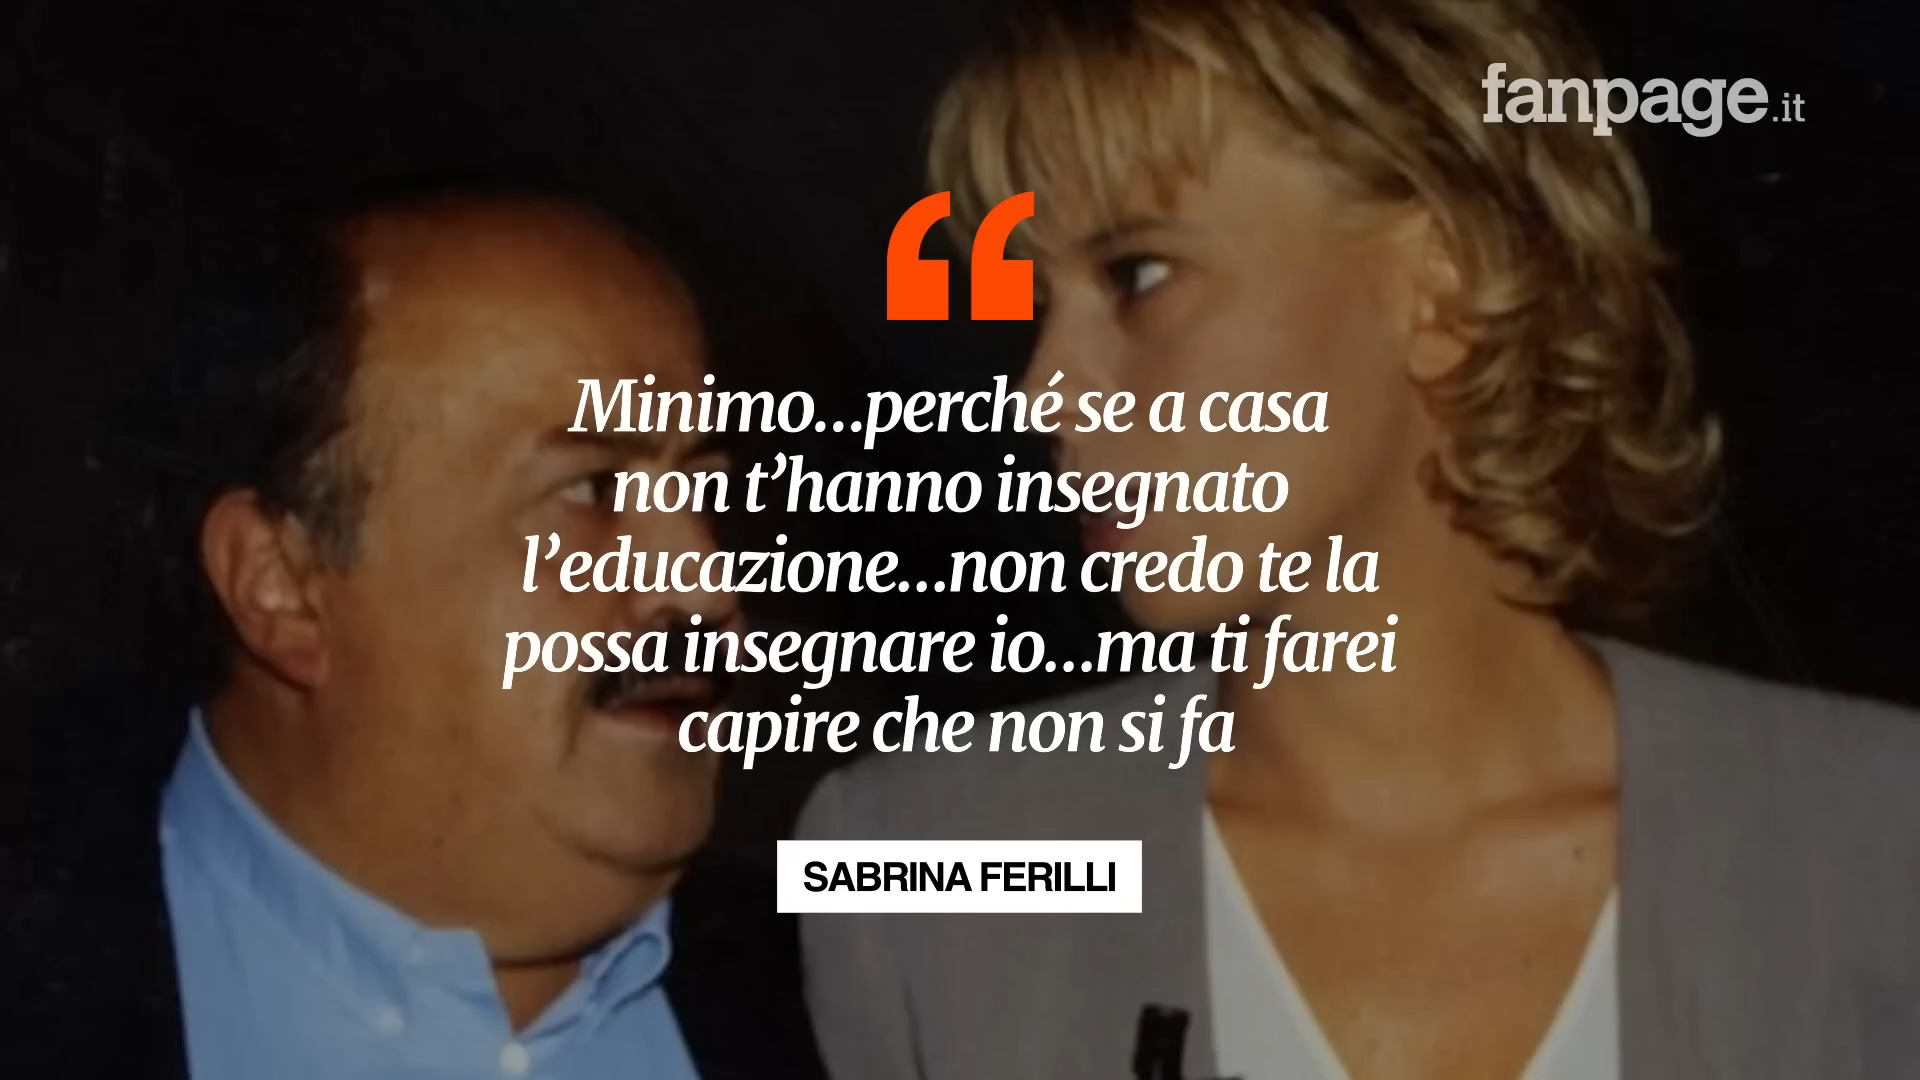 fanpage.it
“
Minimo...perché se a casa
non t’hanno insegnato
l’educazione...non credo te la
possa insegnare io...ma ti farei
capire che non si fa
SABRINA FERILLI